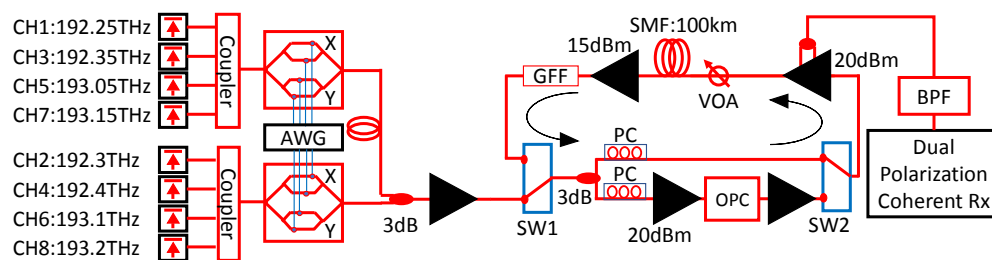 CH1:192.25THz
CH3:192.35THz
CH5:193.05THz
CH7:193.15THz
Coupler
X
Y
AWG
CH2:192.3THz
CH4:192.4THz
CH6:193.1THz
CH8:193.2THz
Coupler
X
Y
3dB
SMF:100km
15dBm
GFF
VOA
20dBm
BPF
PC
PC
3dB
SW1
20dBm
OPC
SW2
Dual
Polarization
Coherent Rx